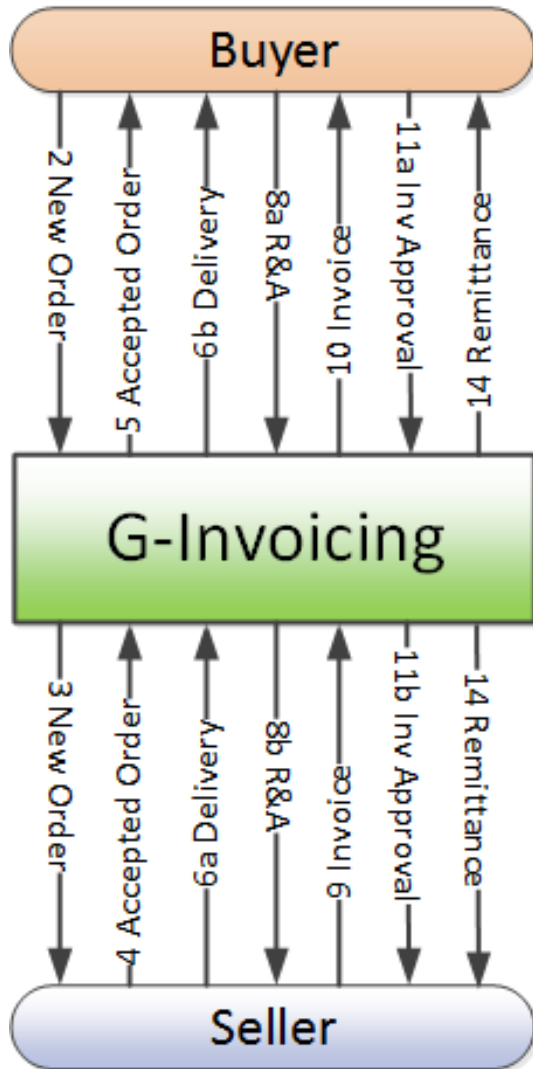 Buyer
2 New Order
5 Accepted Order
6b Delivery
8a R&A
10 Invoice
11a Inv Approval
14 Remittance
G-Invoicing
3 New Order
4 Accepted Order
6a Delivery
8b R&A
9 Invoice
11b Inv Approval
14 Remittance
Seller